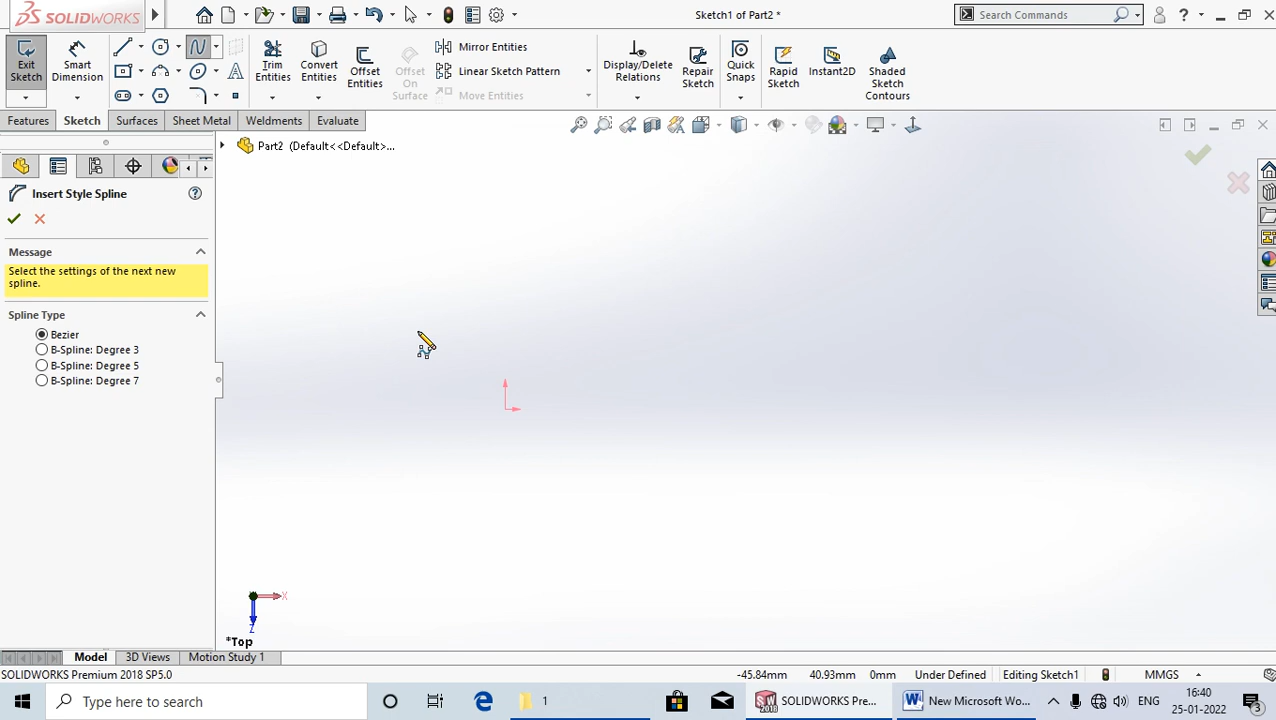 SOLIDWORKS
Sketch1 of Part2 *
Search Commands
Exit Sketch
Smart Dimension
Trim Entities
Convert Entities
Offset Entities
Offset On Surface
Mirror Entities
Linear Sketch Pattern
Move Entities
Display/Delete Relations
Repair Sketch
Quick Snaps
Rapid Sketch
Instant2D
Shaded Sketch Contours
Features Sketch Surfaces Sheet Metal Weldments Evaluate
Part2 (Default<<Default>...
Insert Style Spline
Message
Select the settings of the next new
spline.
Spline Type
Bezier
B-Spline: Degree 3
B-Spline: Degree 5
B-Spline: Degree 7
X
Z
*Top
Model 3D Views Motion Study 1
SOLIDWORKS Premium 2018 SP5.0 -45.84mm 40.93mm 0mm Under Defined Editing Sketch1 MMGS
Type here to search 1 SOLIDWORKS Pre... New Microsoft Wo... ENG 16:40
25-01-2022